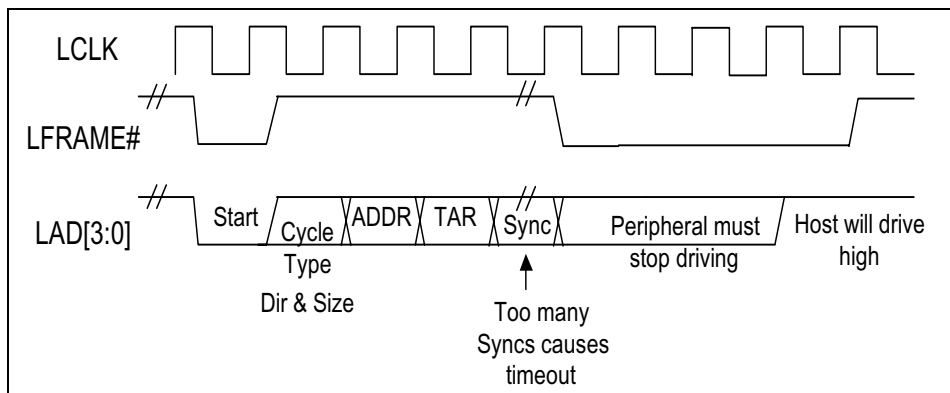 LCLK
LFRAME#
LAD[3:0]
Start
Cycle
Type
Dir & Size
ADDR
TAR
Sync
Too many
Syncs causes
timeout
Peripheral must
stop driving
Host will drive
high